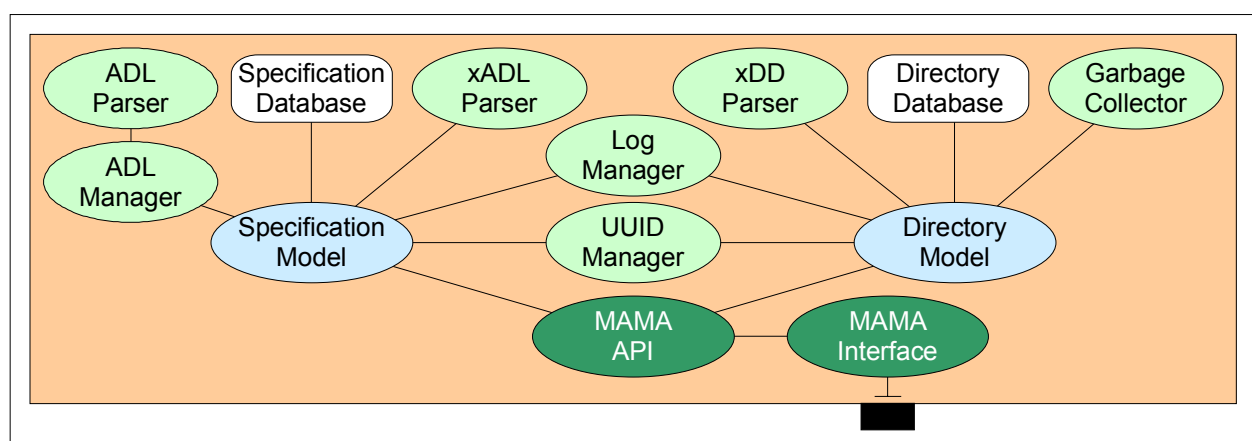 ADL
Parser
Specification
Database
xADL
Parser
xDD
Parser
Directory
Database
Garbage
Collector
Log
Manager
ADL
Manager
Specification
Model
UUID
Manager
Directory
Model
MAMA
API
MAMA
Interface